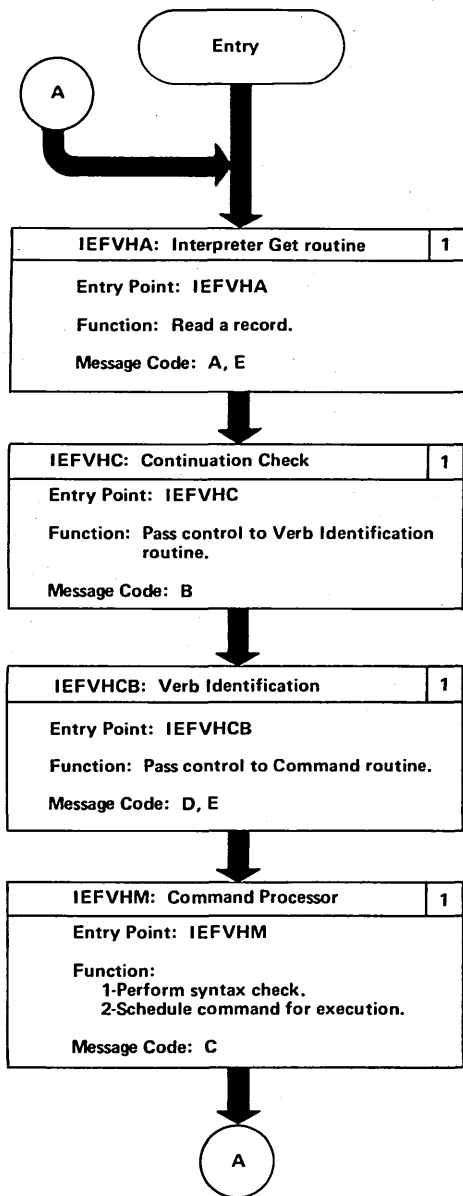 Entry
A
IEFVHA: Interpreter Get routine 1
Entry Point: IEFVHA
Function: Read a record.
Message Code: A, E
IEFVHC: Continuation Check 1
Entry Point: IEFVHC
Function: Pass control to Verb Identification
routine.
Message Code: B
IEFVHCB: Verb Identification 1
Entry Point: IEFVHCB
Function: Pass control to Command routine.
Message Code: D, E
IEFVHM: Command Processor 1
Entry Point: IEFVHM
Function:
1-Perform syntax check.
2-Schedule command for execution.
Message Code: C
A